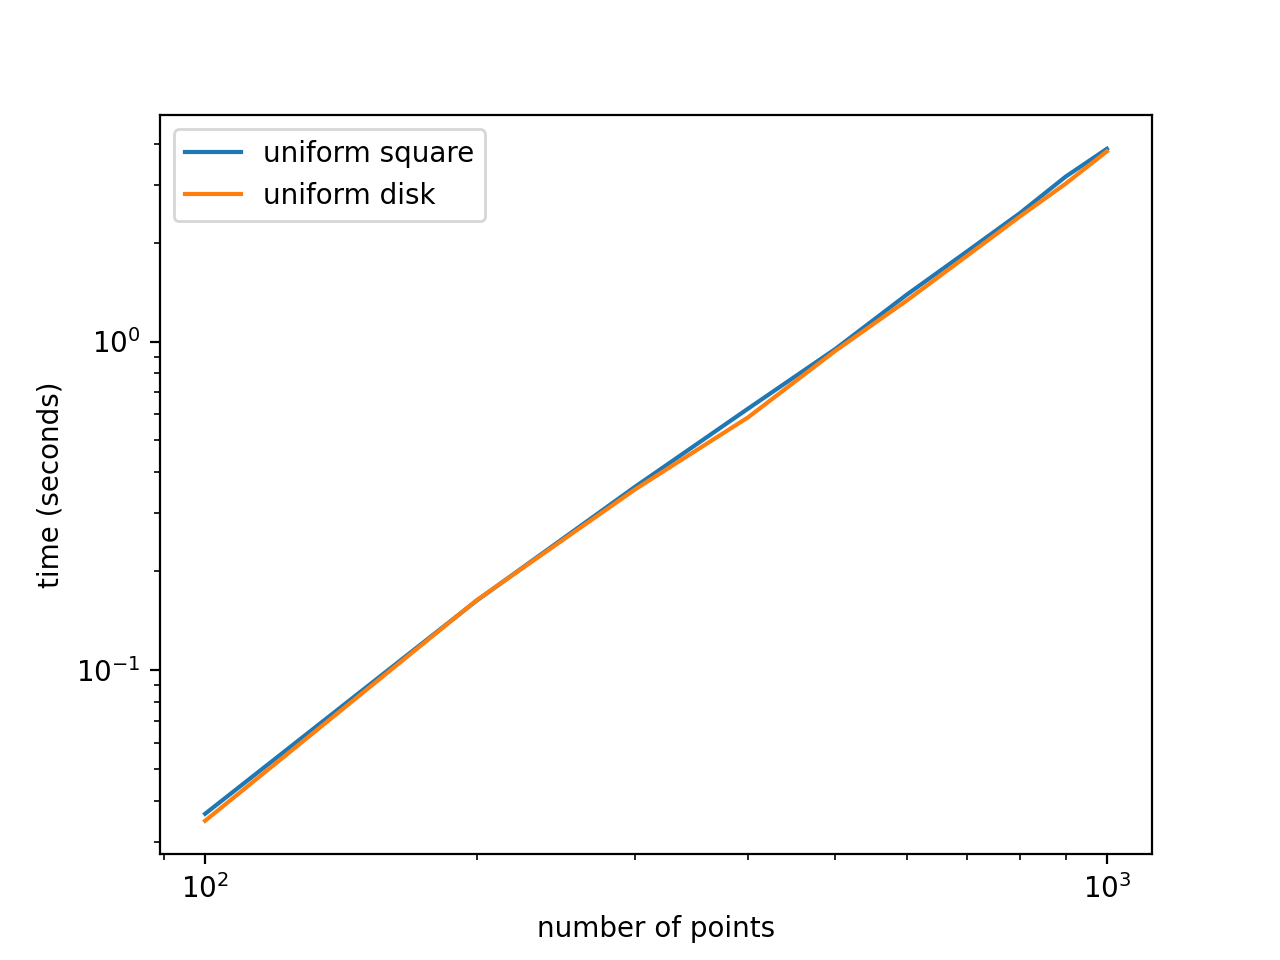 uniform square
uniform disk
10⁰
10⁻¹
time (seconds)
10² 10³
number of points